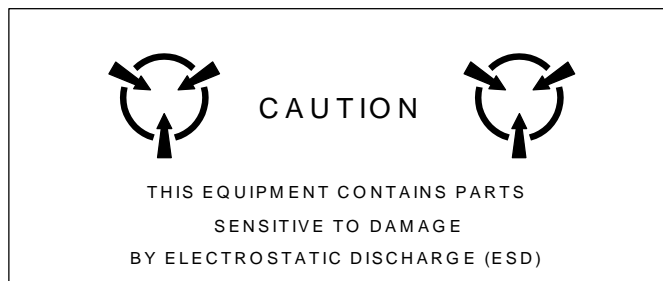 CAUTION
THIS EQUIPMENT CONTAINS PARTS
SENSITIVE TO DAMAGE
BY ELECTROSTATIC DISCHARGE (ESD)